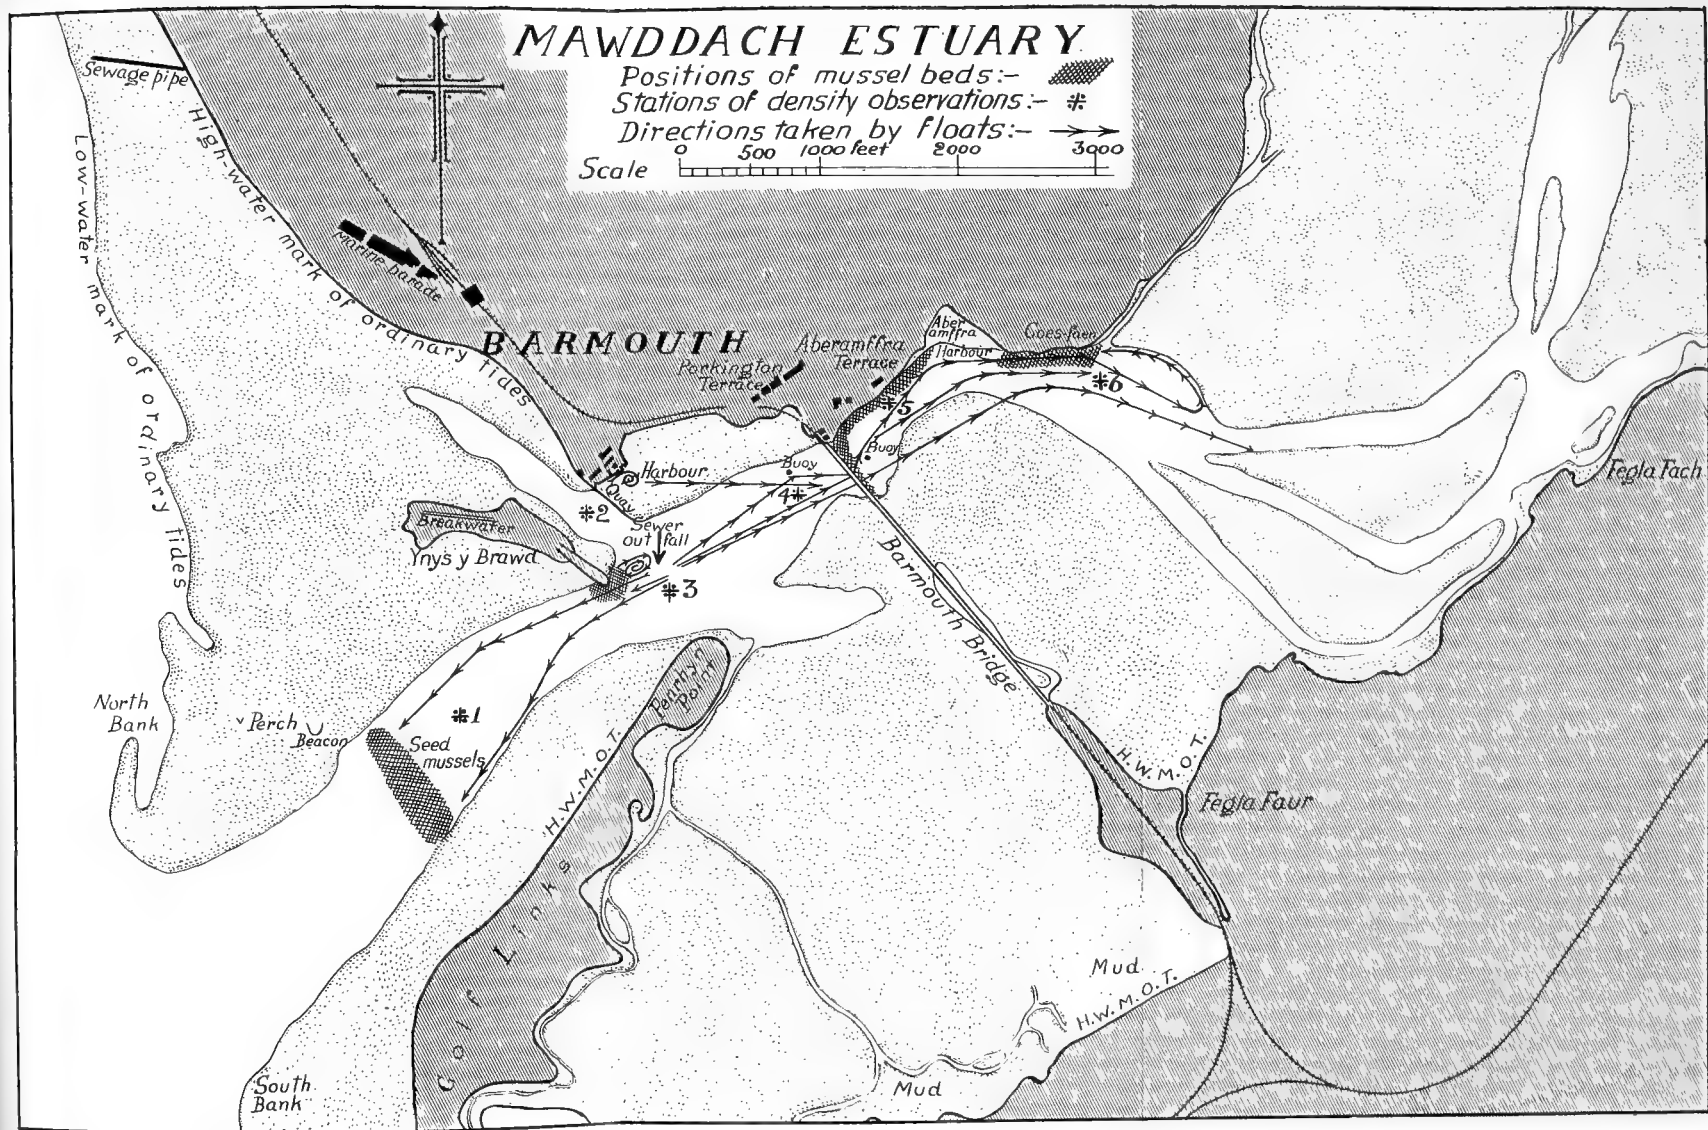 MAWDDACH ESTUARY
Positions of mussel beds:-
Stations of density observations:-
Directions taken by floats:-
0 500 1000 feet 2000 3000
Scale
Sewage pipe
High-water mark of ordinary tides
Low-water mark of ordinary tides
Marine parade
BARMOUTH
Porkington
Terrace
Aberamffra
Terrace
Aber
amffra
Harbour
Coes-faen
6
5
Buoy
Buoy
4
Harbour
Quay
2
Sewer
out fall
Breakwater
Ynys y Brawd
3
Barmouth Bridge
Fegla Fach
Penrhyn
Point
North
Bank
Perch
Beacon
1
Seed
mussels
H.W.M.O.T.
H.W.M.O.T.
Fegla Faur
Golf Links
Mud
H.W.M.O.T.
Mud
South
Bank